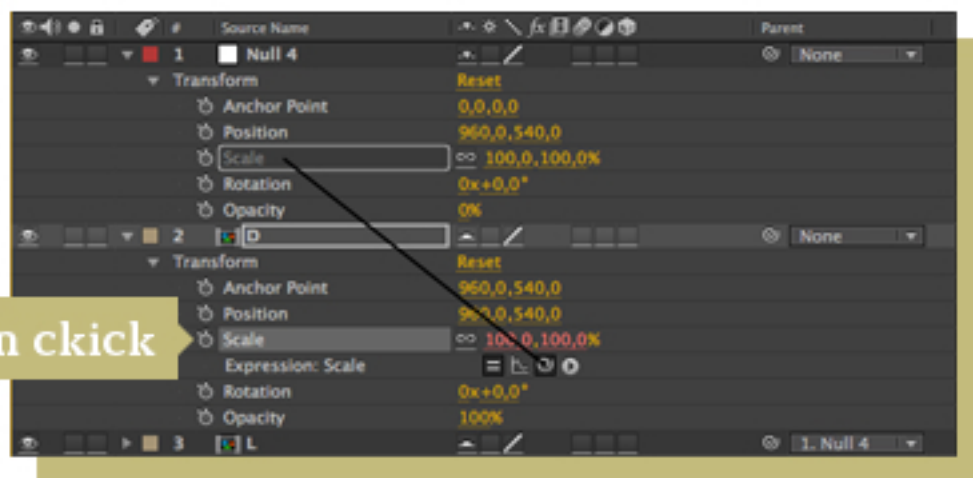 # Source Name fx Parent
1 Null 4 None
Transform Reset
Anchor Point 0,0,0,0
Position 960,0,540,0
Scale 100,0,100,0%
Rotation 0x+0,0°
Opacity 0%
2 D None
Transform Reset
Anchor Point 960,0,540,0
Position 960,0,540,0
n ckick
Scale 100,0,100,0%
Expression: Scale
Rotation 0x+0,0°
Opacity 100%
3 L 1. Null 4